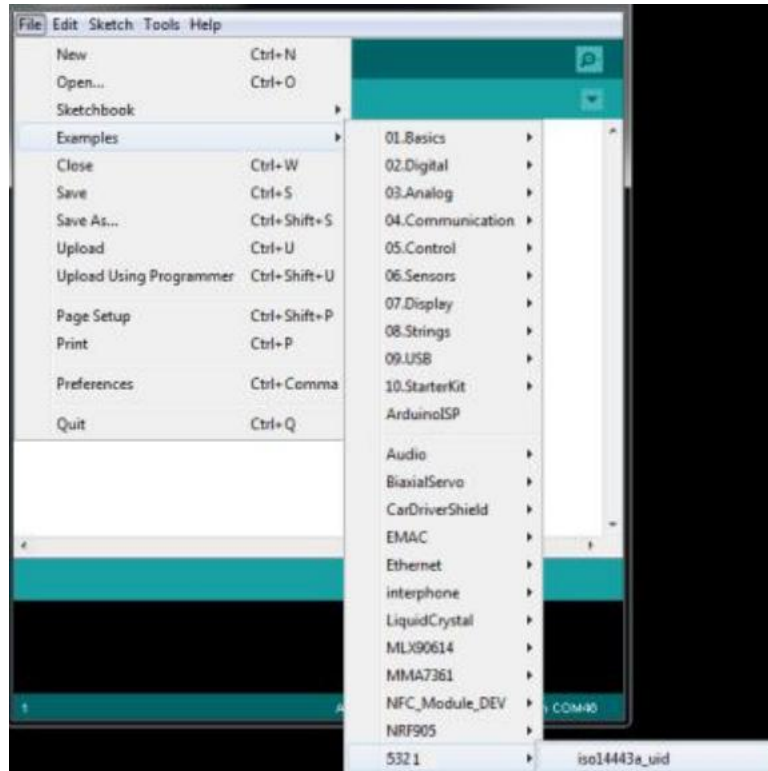 File Edit Sketch Tools Help
New Ctrl+N
Open... Ctrl+O
Sketchbook
Examples
Close Ctrl+W
Save Ctrl+S
Save As... Ctrl+Shift+S
Upload Ctrl+U
Upload Using Programmer Ctrl+Shift+U
Page Setup Ctrl+Shift+P
Print Ctrl+P
Preferences Ctrl+Comma
Quit Ctrl+Q
01.Basics
02.Digital
03.Analog
04.Communication
05.Control
06.Sensors
07.Display
08.Strings
09.USB
10.StarterKit
ArduinoISP
Audio
BiaxialServo
CarDriverShield
EMAC
Ethernet
interphone
LiquidCrystal
MLX90614
MMA7361
NFC_Module_DEV
NRF905
5321
iso14443a_uid
1
A
COM46